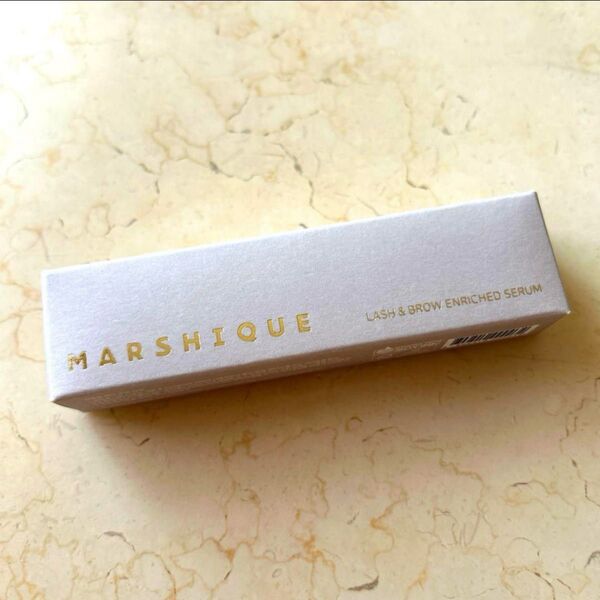 MARSHIQUE
LASH & BROW ENRICHED SERUM